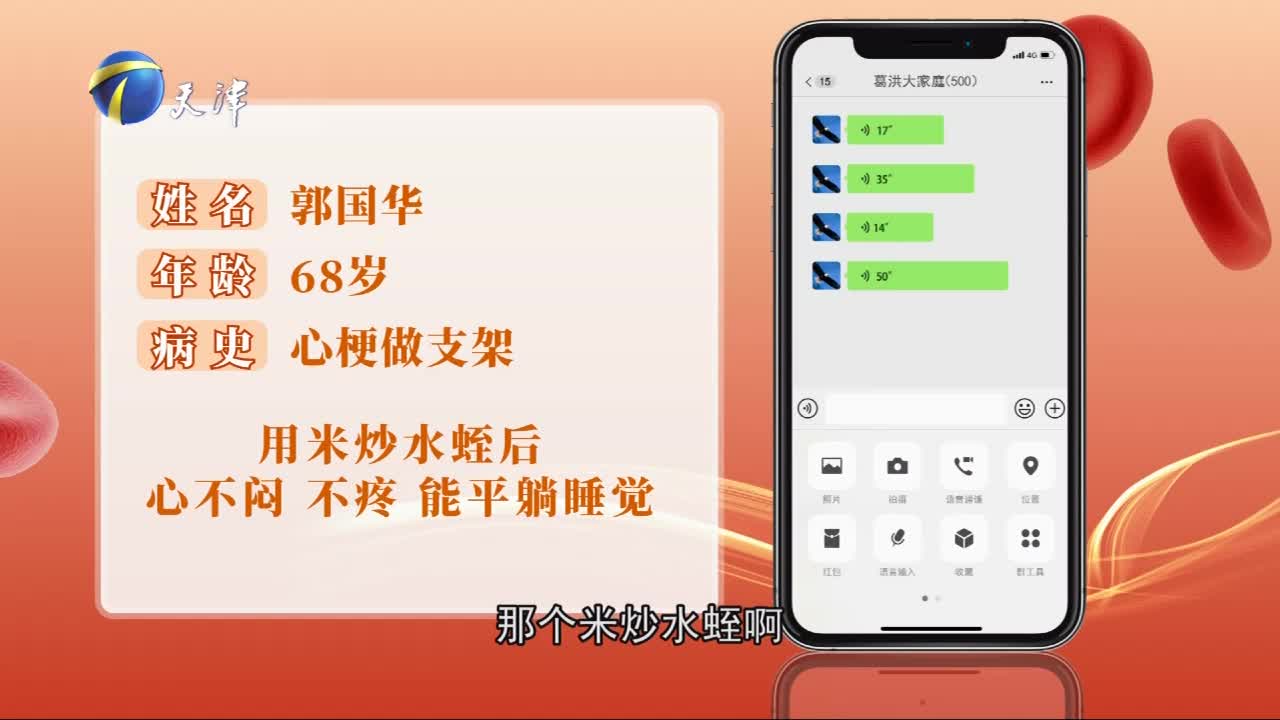 天津
姓名 郭国华
年龄 68岁
病史 心梗做支架
用米炒水蛭后
心不闷 不疼 能平躺睡觉
那个米炒水蛭啊
4G
15 葛洪大家庭(500) ...
17"
35"
14"
50"
照片 拍摄 语音通话 位置
红包 语音输入 收藏 群工具